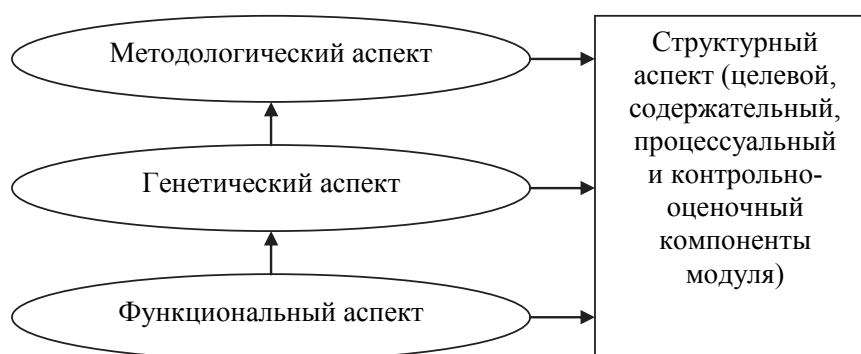 Методологический аспект
Генетический аспект
Функциональный аспект
Структурный
аспект (целевой,
содержательный,
процессуальный
и контрольно-
оценочный
компоненты
модуля)